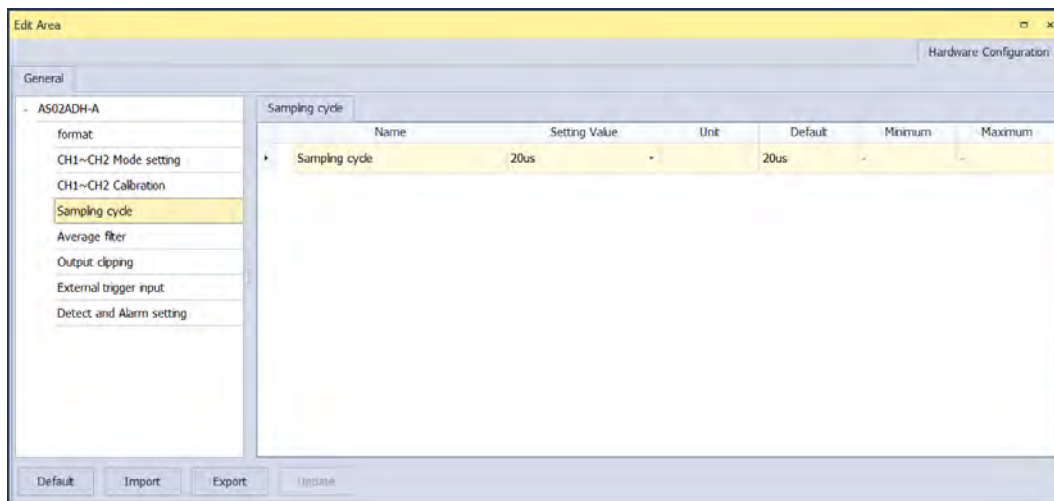 Edit Area
Hardware Configuration
General
- AS02ADH-A
format
CH1~CH2 Mode setting
CH1~CH2 Calibration
Sampling cycle
Average filter
Output clipping
External trigger input
Detect and Alarm setting
Sampling cycle
Name Setting Value Unit Default Minimum Maximum
Sampling cycle 20us 20us - -
Default Import Export Update